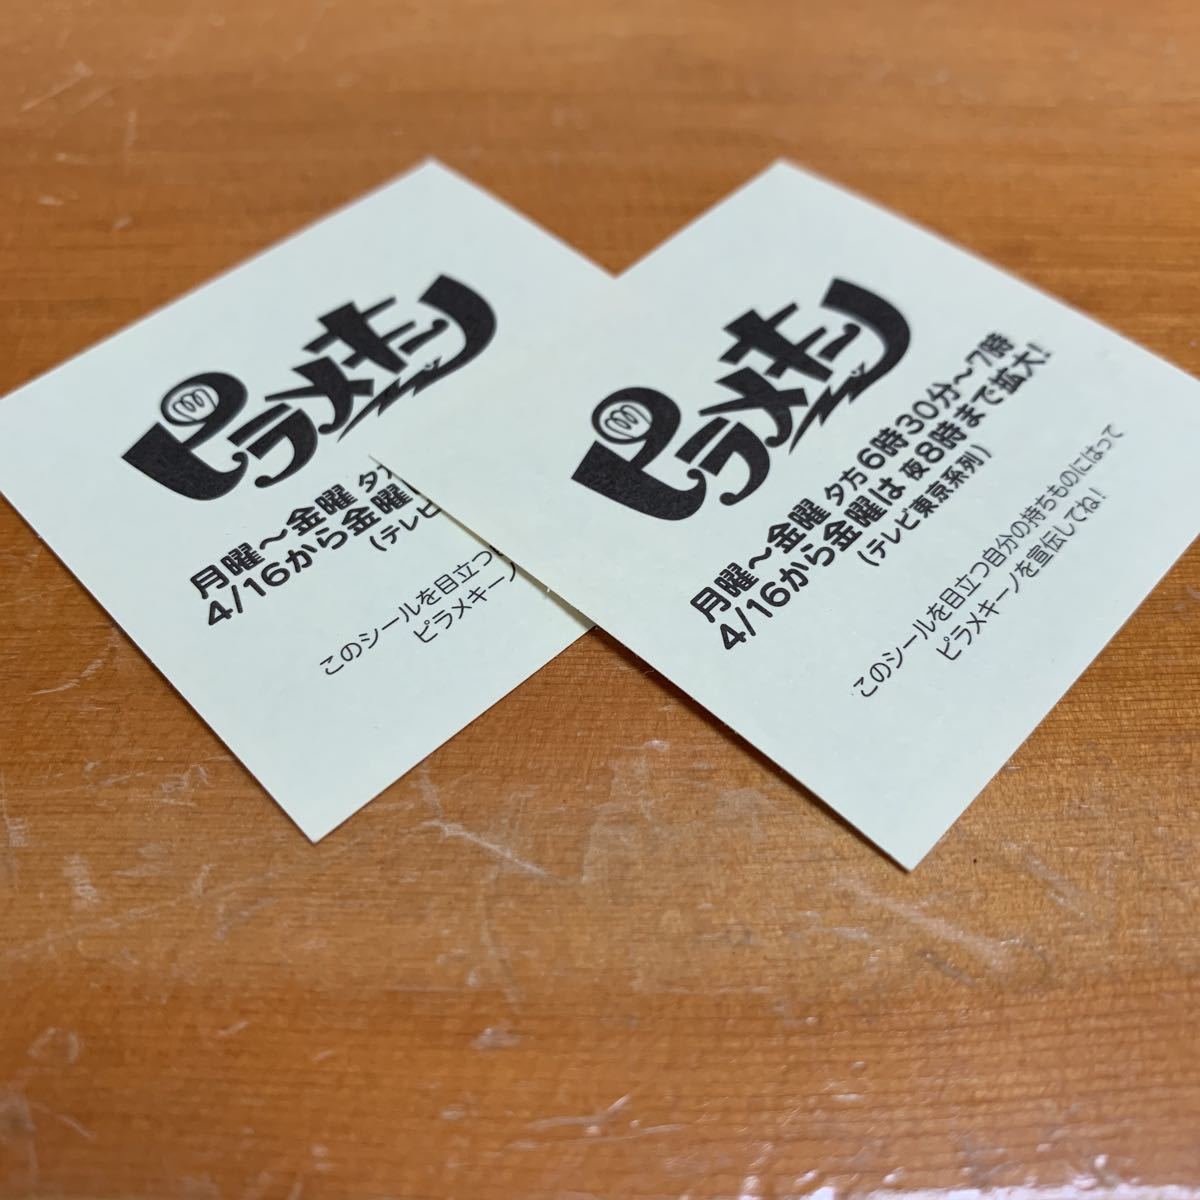 ピラメキーノ
月曜～金曜 夕方
4/16から金曜
(テレビ
このシールを目立つ
ピラメキーノ
ピラメキーノ
月曜～金曜 夕方6時30分～7時
4/16から金曜は 夜8時まで拡大!
(テレビ東京系列)
このシールを目立つ自分の持ちものにはって
ピラメキーノを宣伝してね!